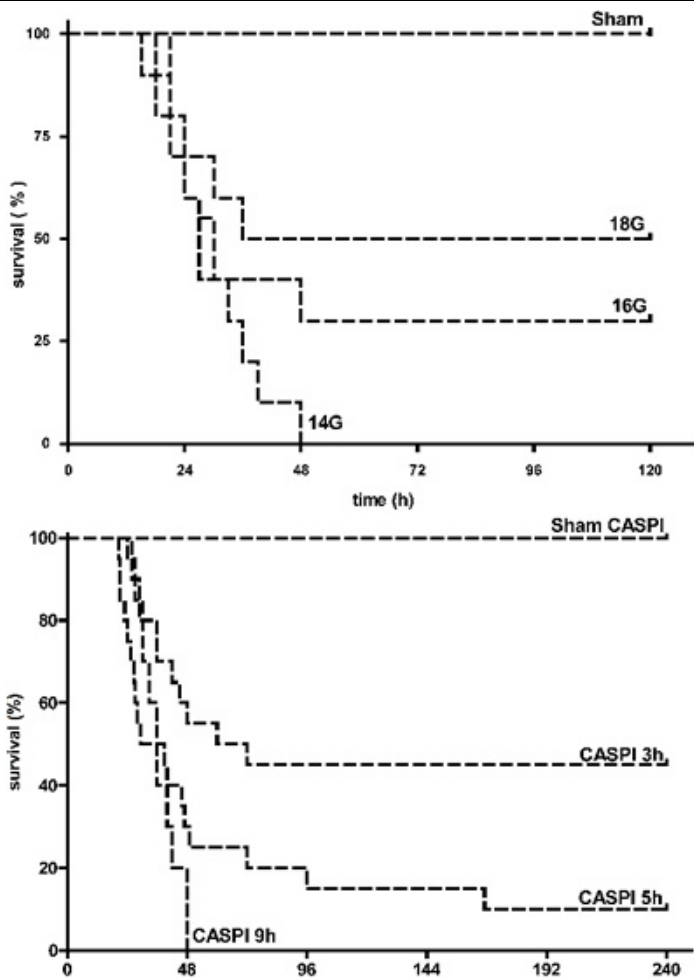 Sham
100
75
survival ( % )
50
18G
16G
25
14G
0
0 24 48 72 96 120
time (h)
Sham CASPI
100
80
survival (%)
60
CASPI 3h
40
20
CASPI 5h
CASPI 9h
0
0 48 96 144 192 240